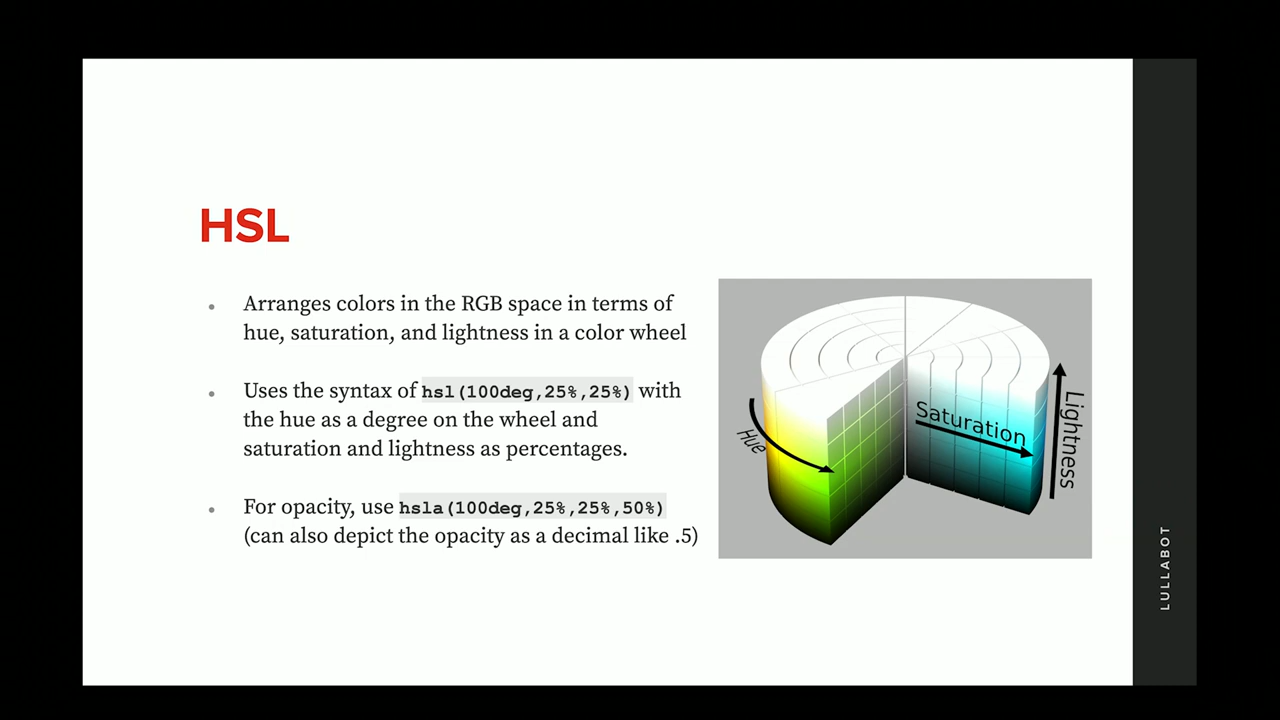 HSL
• Arranges colors in the RGB space in terms of
hue, saturation, and lightness in a color wheel
• Uses the syntax of hsl(100deg,25%,25%) with
the hue as a degree on the wheel and
saturation and lightness as percentages.
• For opacity, use hsla(100deg,25%,25%,50%)
(can also depict the opacity as a decimal like .5)
Hue
Saturation
Lightness
LULLABOT